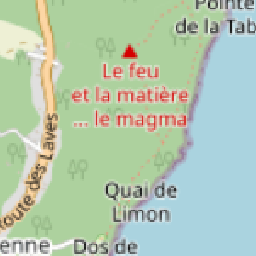 Pointe
de la Tab
Le feu
et la matière
... le magma
Route des Laves
Quai de
Limon
enne
Dos de